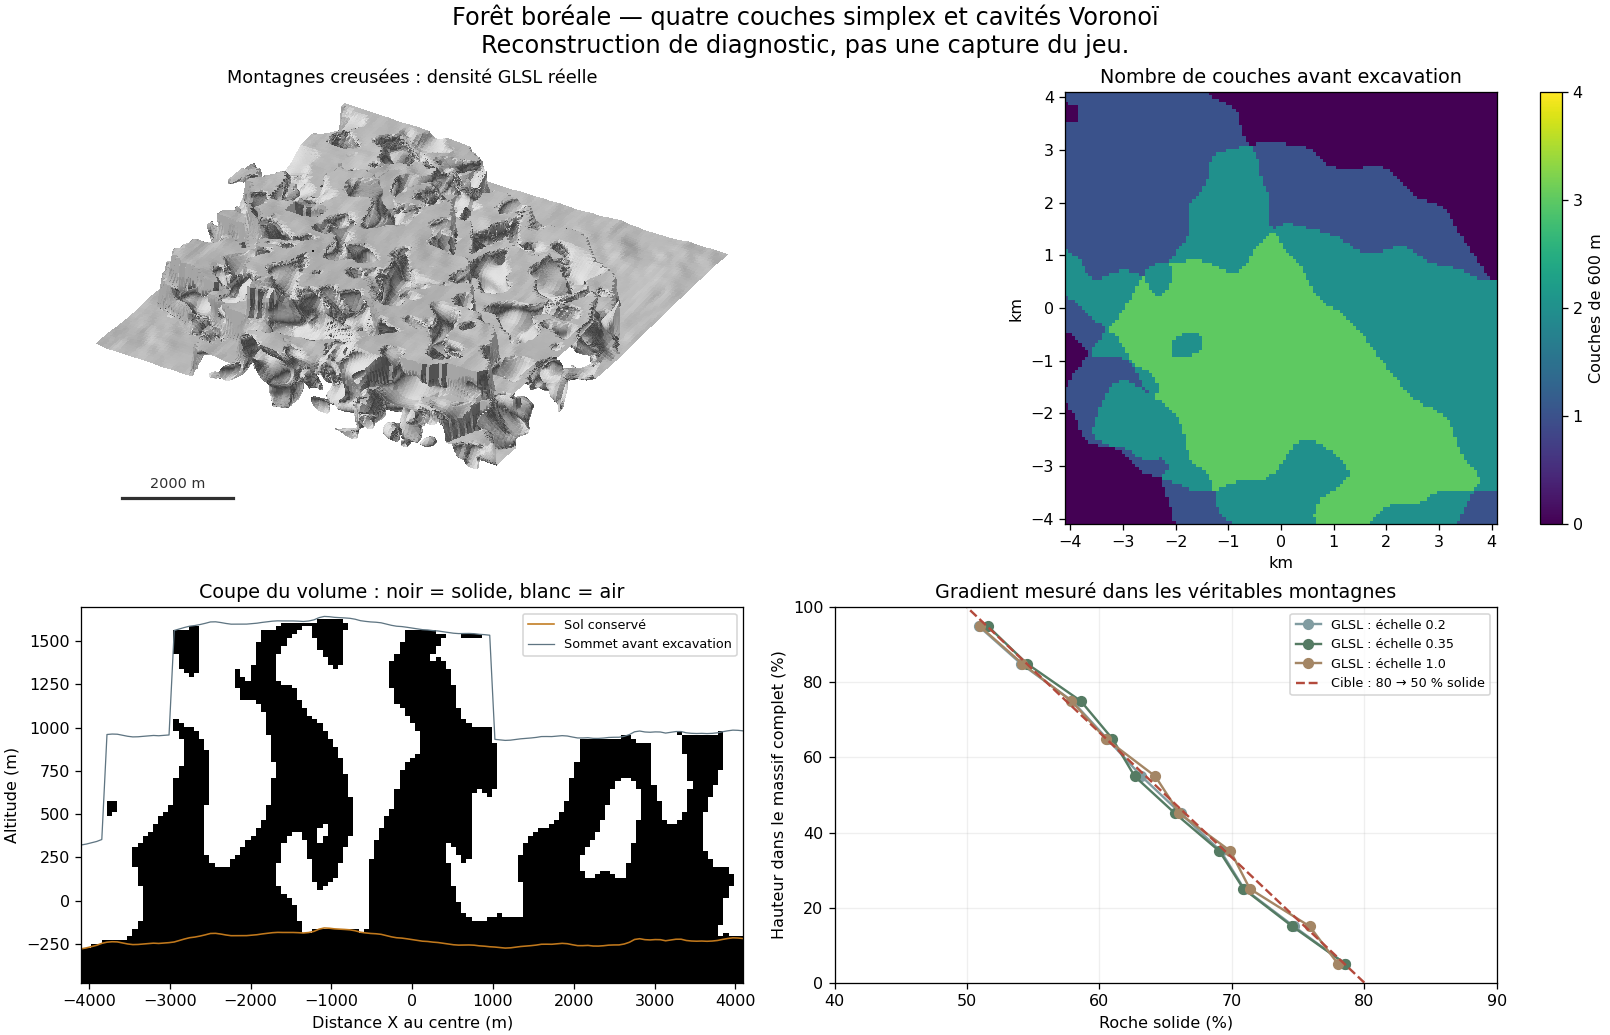 Forêt boréale — quatre couches simplex et cavités Voronoï
Reconstruction de diagnostic, pas une capture du jeu.
Montagnes creusées : densité GLSL réelle
2000 m
Nombre de couches avant excavation
4
3
2
1
0
−1
−2
−3
−4
km
−4
−3
−2
−1
0
1
2
3
4
km
4
3
2
1
0
Couches de 600 m
Coupe du volume : noir = solide, blanc = air
Sol conservé
Sommet avant excavation
1500
1250
1000
750
500
250
0
−250
Altitude (m)
−4000
−3000
−2000
−1000
0
1000
2000
3000
4000
Distance X au centre (m)
Gradient mesuré dans les véritables montagnes
GLSL : échelle 0.2
GLSL : échelle 0.35
GLSL : échelle 1.0
Cible : 80 → 50 % solide
100
80
60
40
20
0
Hauteur dans le massif complet (%)
40
50
60
70
80
90
Roche solide (%)